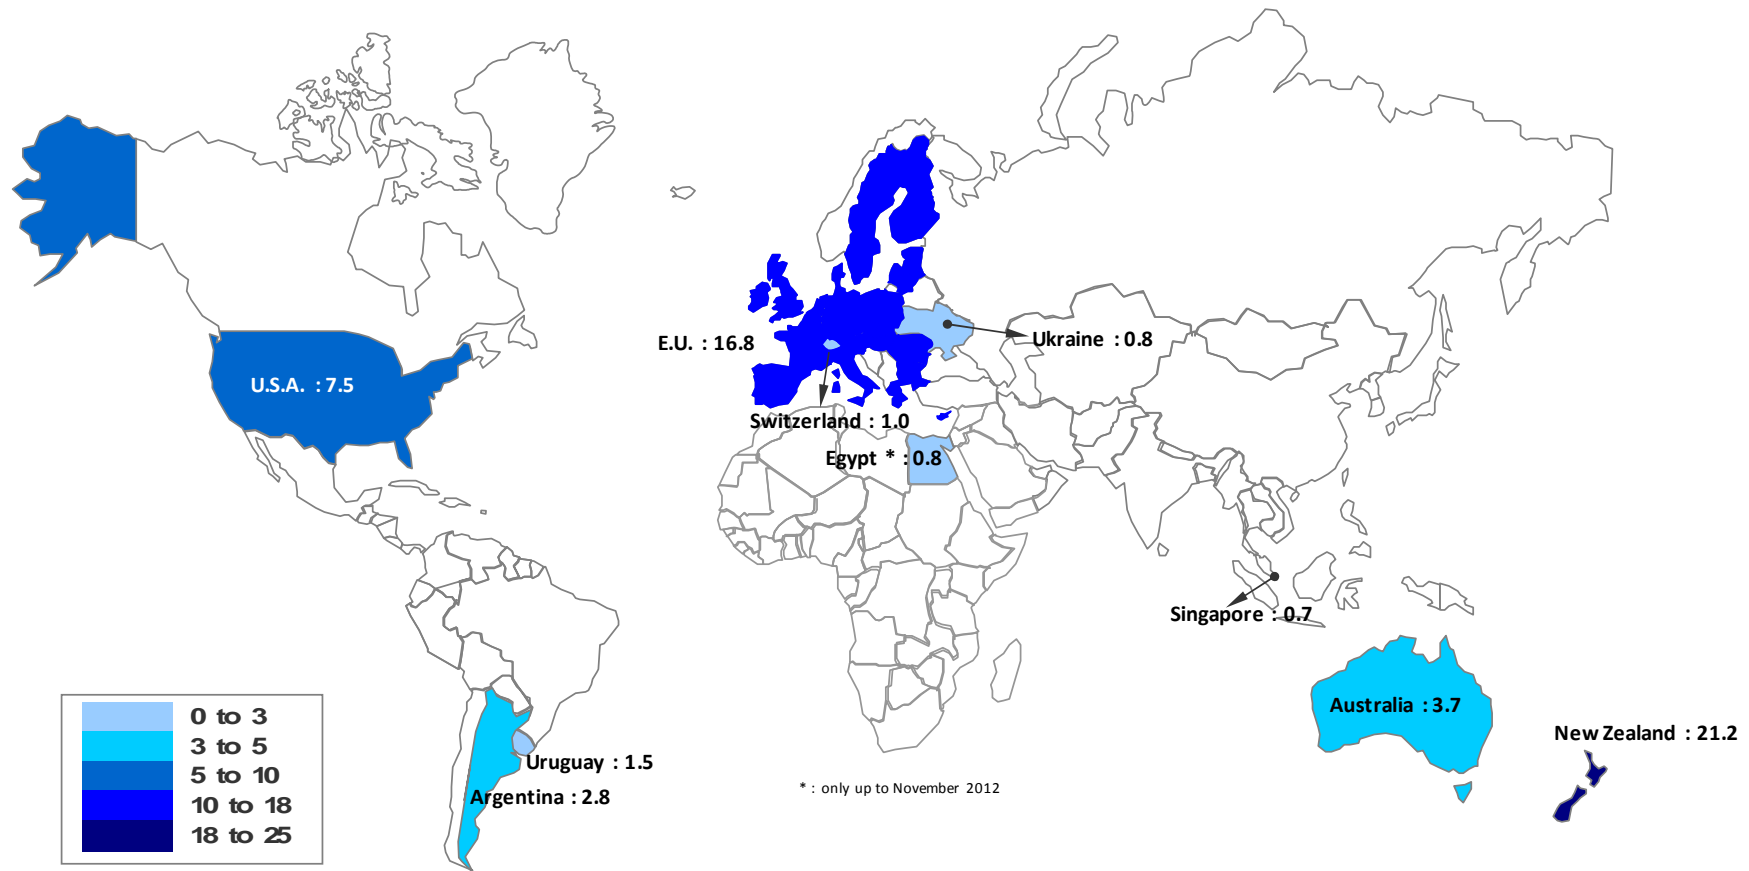 U.S.A. : 7.5
E.U. : 16.8
Ukraine : 0.8
Switzerland : 1.0
Egypt * : 0.8
Singapore : 0.7
Australia : 3.7
New Zealand : 21.2
Uruguay : 1.5
Argentina : 2.8
* : only up to November 2012
0 to 3
3 to 5
5 to 10
10 to 18
18 to 25